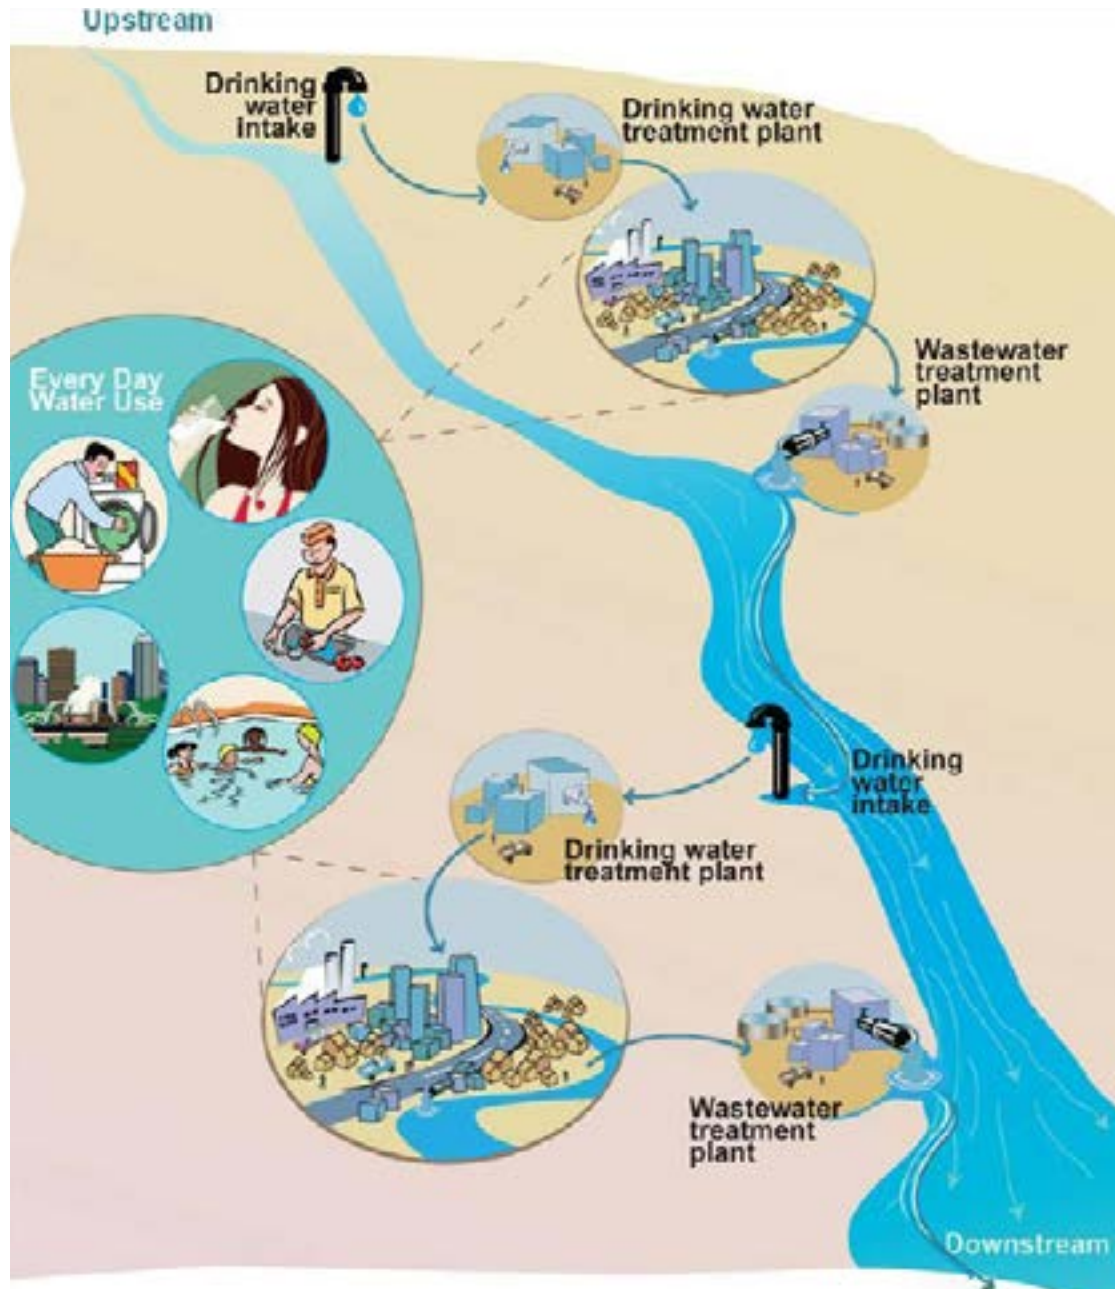 Upstream
Drinking
water
intake
Drinking water
treatment plant
Wastewater
treatment
plant
Every Day
Water Use
Drinking
water
intake
Drinking water
treatment plant
Wastewater
treatment
plant
Downstream